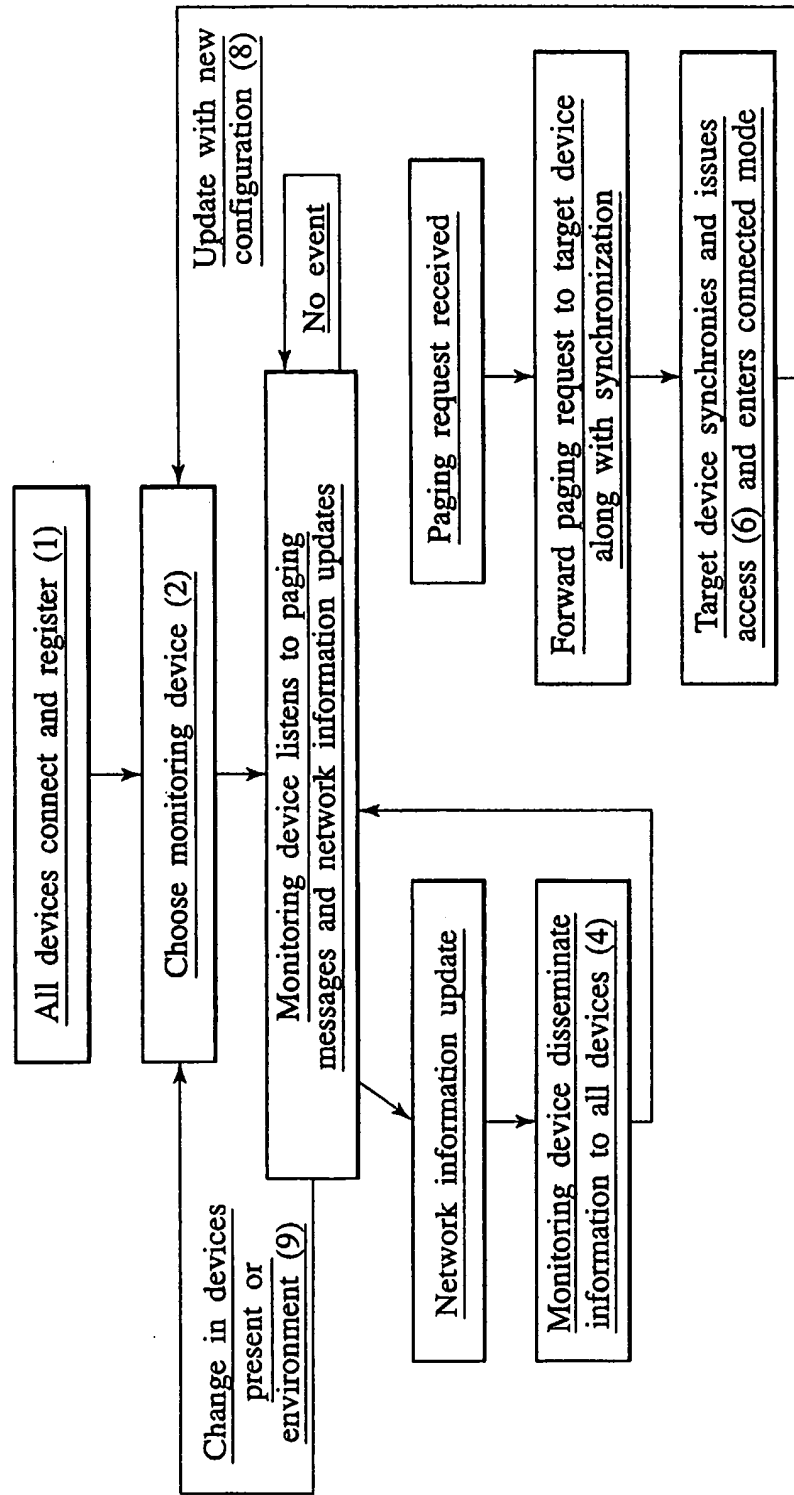 All devices connect and register (1)
Choose monitoring device (2)
Update with new
configuration (8)
Change in devices
present or
environment (9)
Monitoring device listens to paging
messages and network information updates
No event
Network information update
Monitoring device disseminate
information to all devices (4)
Paging request received
Forward paging request to target device
along with synchronization
Target device synchronies and issues
access (6) and enters connected mode